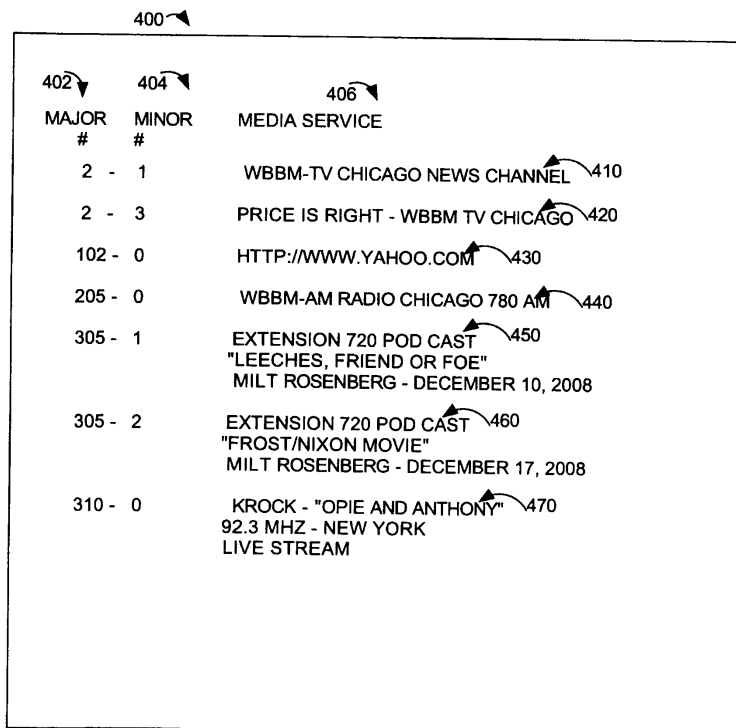 400
402 404 406
MAJOR MINOR MEDIA SERVICE
# #
2 - 1 WBBM-TV CHICAGO NEWS CHANNEL 410
2 - 3 PRICE IS RIGHT - WBBM TV CHICAGO 420
102 - 0 HTTP://WWW.YAHOO.COM 430
205 - 0 WBBM-AM RADIO CHICAGO 780 AM 440
305 - 1 EXTENSION 720 POD CAST 450
"LEECHES, FRIEND OR FOE"
MILT ROSENBERG - DECEMBER 10, 2008
305 - 2 EXTENSION 720 POD CAST 460
"FROST/NIXON MOVIE"
MILT ROSENBERG - DECEMBER 17, 2008
310 - 0 KROCK - "OPIE AND ANTHONY" 470
92.3 MHZ - NEW YORK
LIVE STREAM